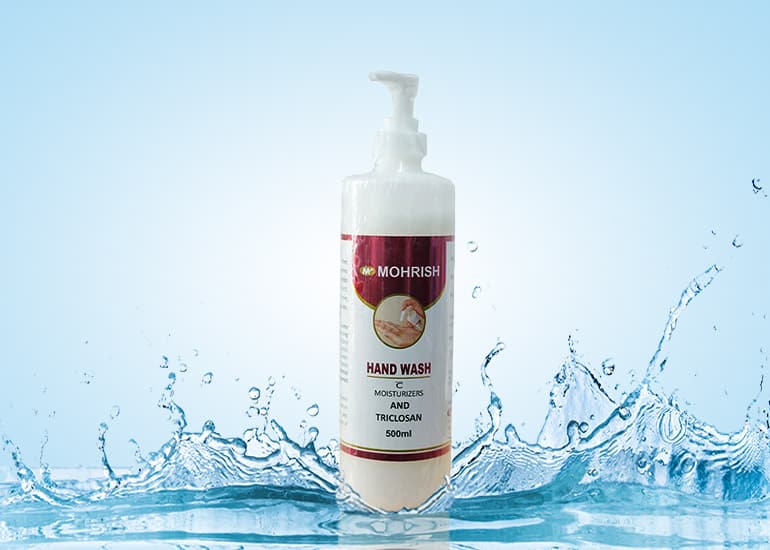 M MOHRISH
HAND WASH
C
MOISTURIZERS
AND
TRICLOSAN
500ml